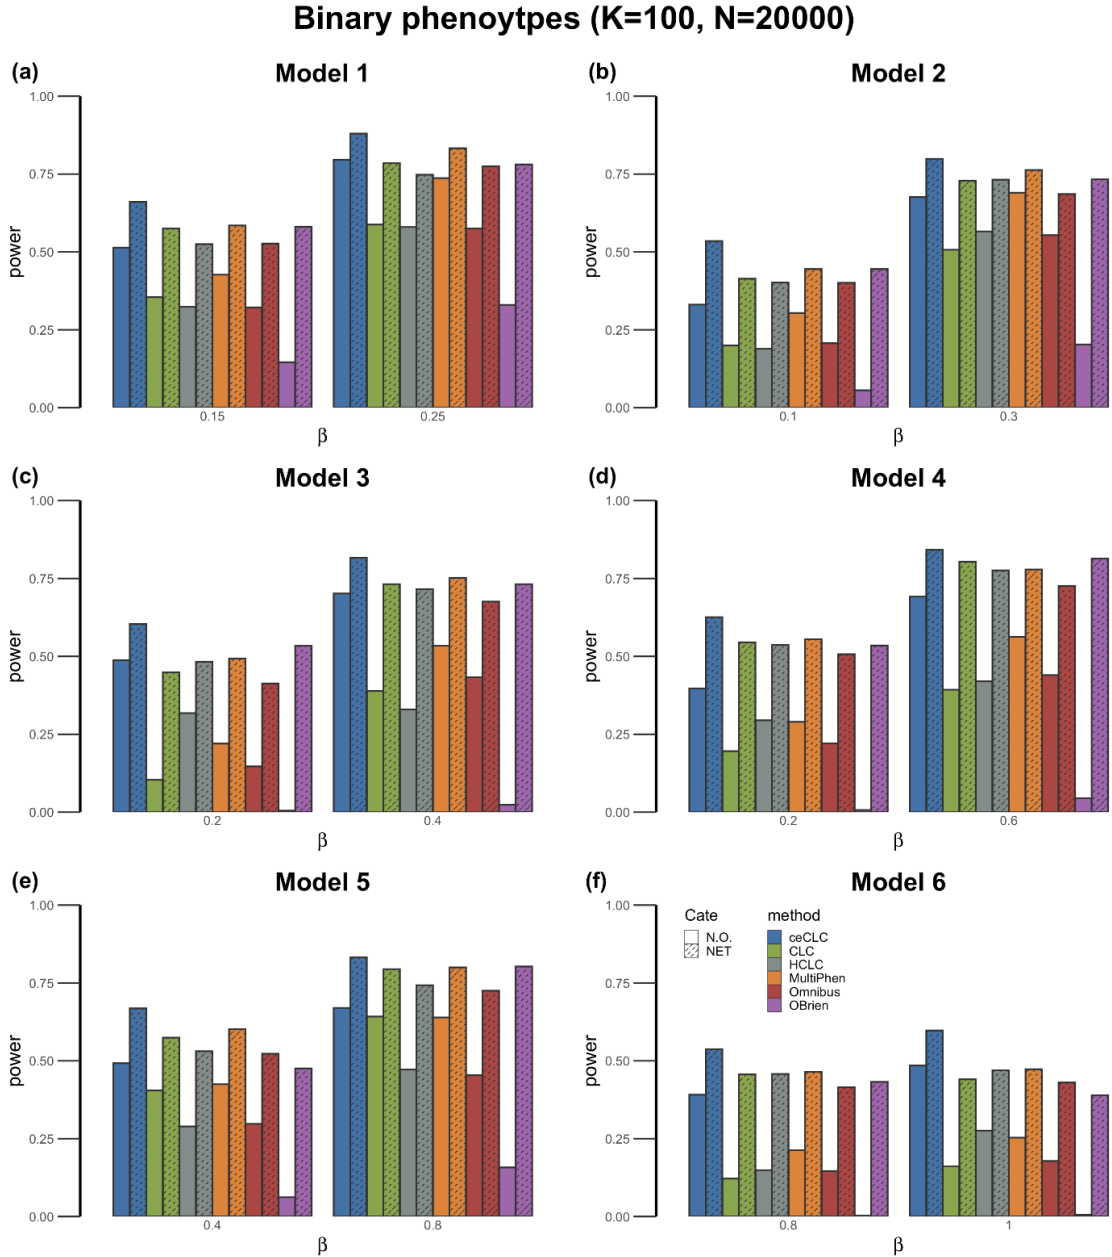 Binary phenoytpes (K=100, N=20000)
(a) Model 1
1.00
0.75
0.50
0.25
0.00
power
0.15 0.25
β
(b) Model 2
1.00
0.75
0.50
0.25
0.00
power
0.1 0.3
β
(c) Model 3
1.00
0.75
0.50
0.25
0.00
power
0.2 0.4
β
(d) Model 4
1.00
0.75
0.50
0.25
0.00
power
0.2 0.6
β
(e) Model 5
1.00
0.75
0.50
0.25
0.00
power
0.4 0.8
β
(f) Model 6
1.00
0.75
0.50
0.25
0.00
power
Cate
N.O.
NET
method
ceCLC
CLC
HCLC
MultiPhen
Omnibus
OBrien
0.8 1
β